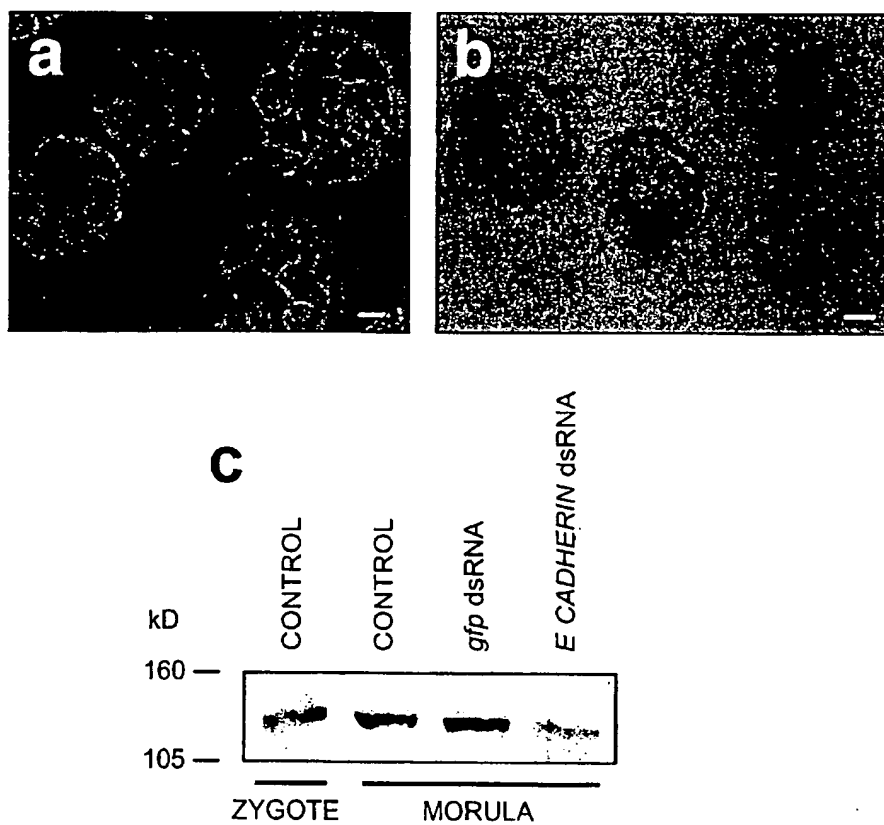 a
b
c
CONTROL
CONTROL
gfp dsRNA
E CADHERIN dsRNA
kD
160
105
ZYGOTE
MORULA